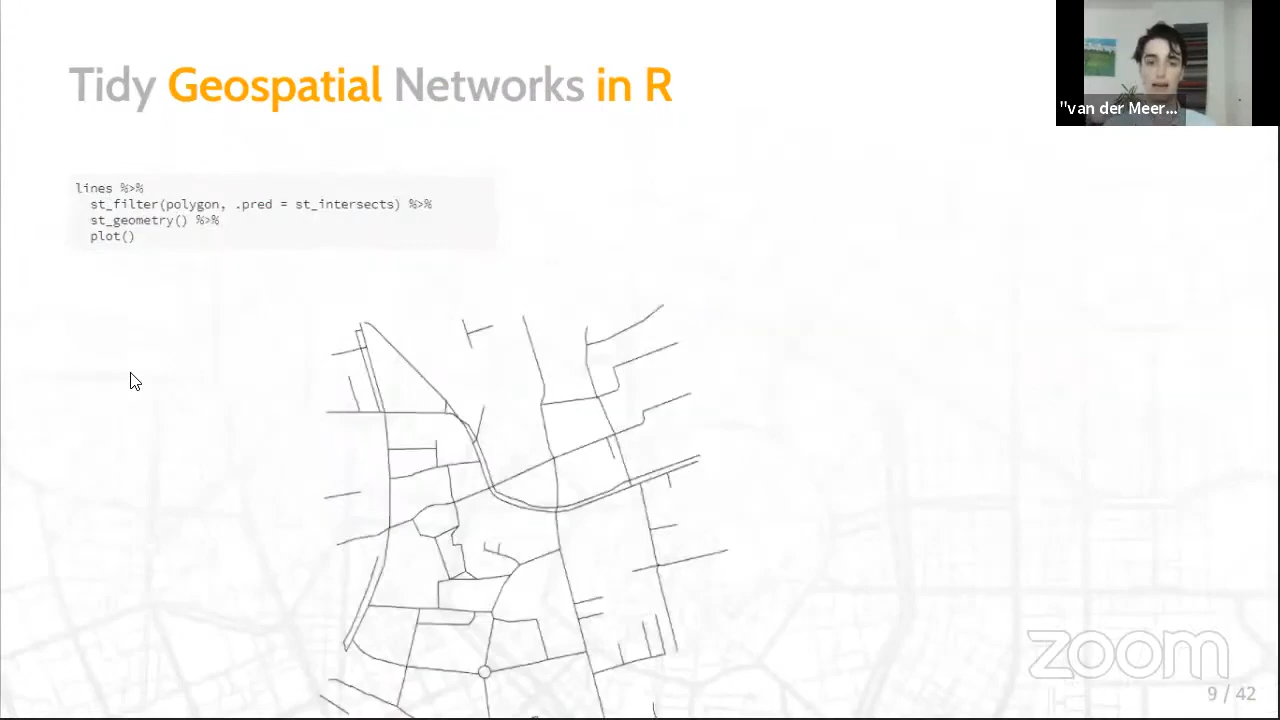 Tidy Geospatial Networks in R
"van der Meer...
lines %>%
  st_filter(polygon, .pred = st_intersects) %>%
  st_geometry() %>%
  plot()
zoom
9 / 42